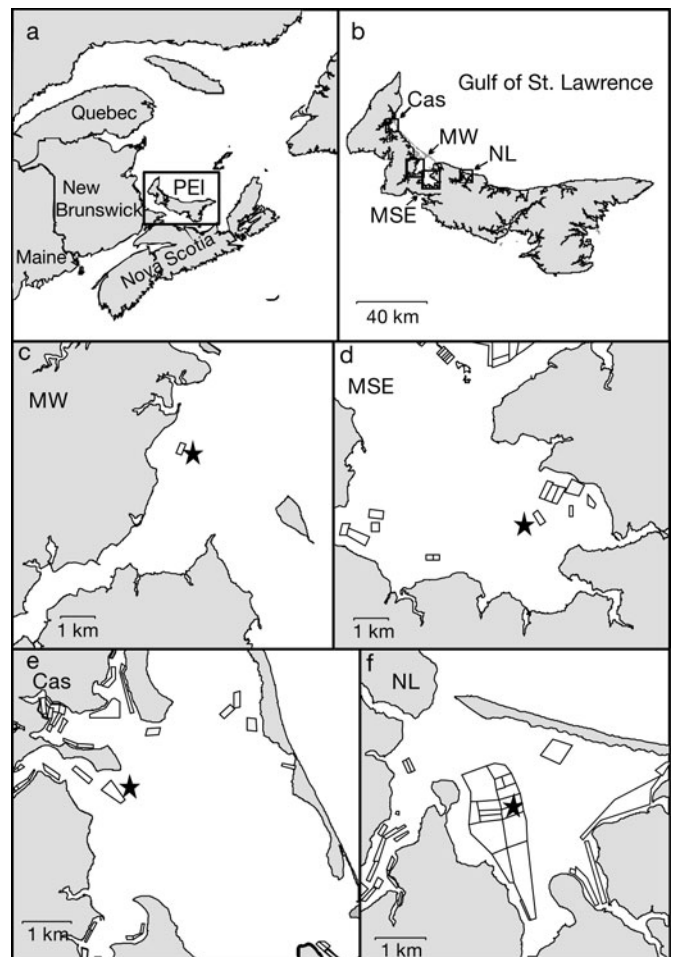 a
Quebec
PEI
New
Brunswick
Maine
Nova Scotia
b
Gulf of St. Lawrence
Cas
MW
NL
MSE
40 km
c
MW
1 km
d
MSE
1 km
e
Cas
1 km
f
NL
1 km